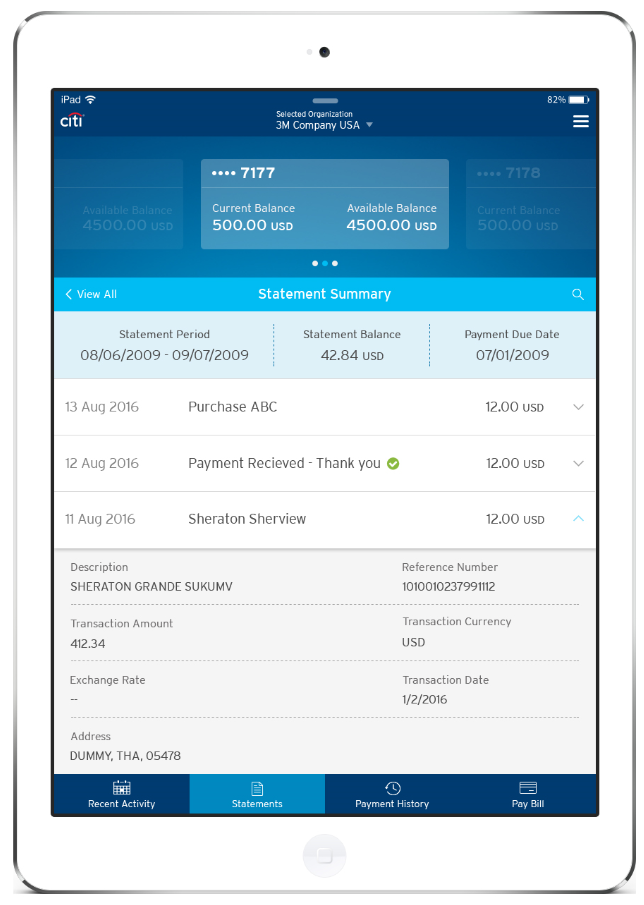 iPad 82%
citi Selected Organization
3M Company USA
•••• 7177 •••• 7178
Available Balance Current Balance Available Balance Current Balance
4500.00 USD 500.00 USD 4500.00 USD 500.00 USD
View All Statement Summary
Statement Period Statement Balance Payment Due Date
08/06/2009 - 09/07/2009 42.84 USD 07/01/2009
13 Aug 2016 Purchase ABC 12.00 USD
12 Aug 2016 Payment Recieved - Thank you 12.00 USD
11 Aug 2016 Sheraton Sherview 12.00 USD
Description Reference Number
SHERATON GRANDE SUKUMV 1010010237991112
Transaction Amount Transaction Currency
412.34 USD
Exchange Rate Transaction Date
-- 1/2/2016
Address
DUMMY, THA, 05478
Recent Activity Statements Payment History Pay Bill